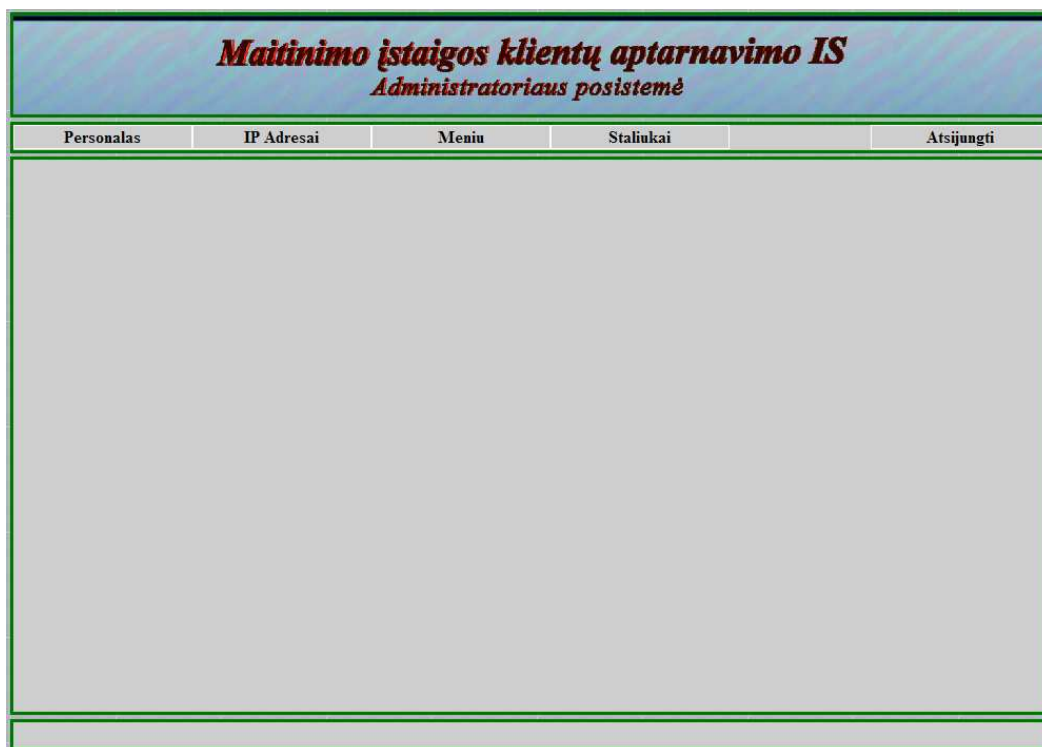 Maitinimo įstaigos klientų aptarnavimo IS
Administratoriaus posistemė
Personalas IP Adresai Meniu Staliukai Atsijungti